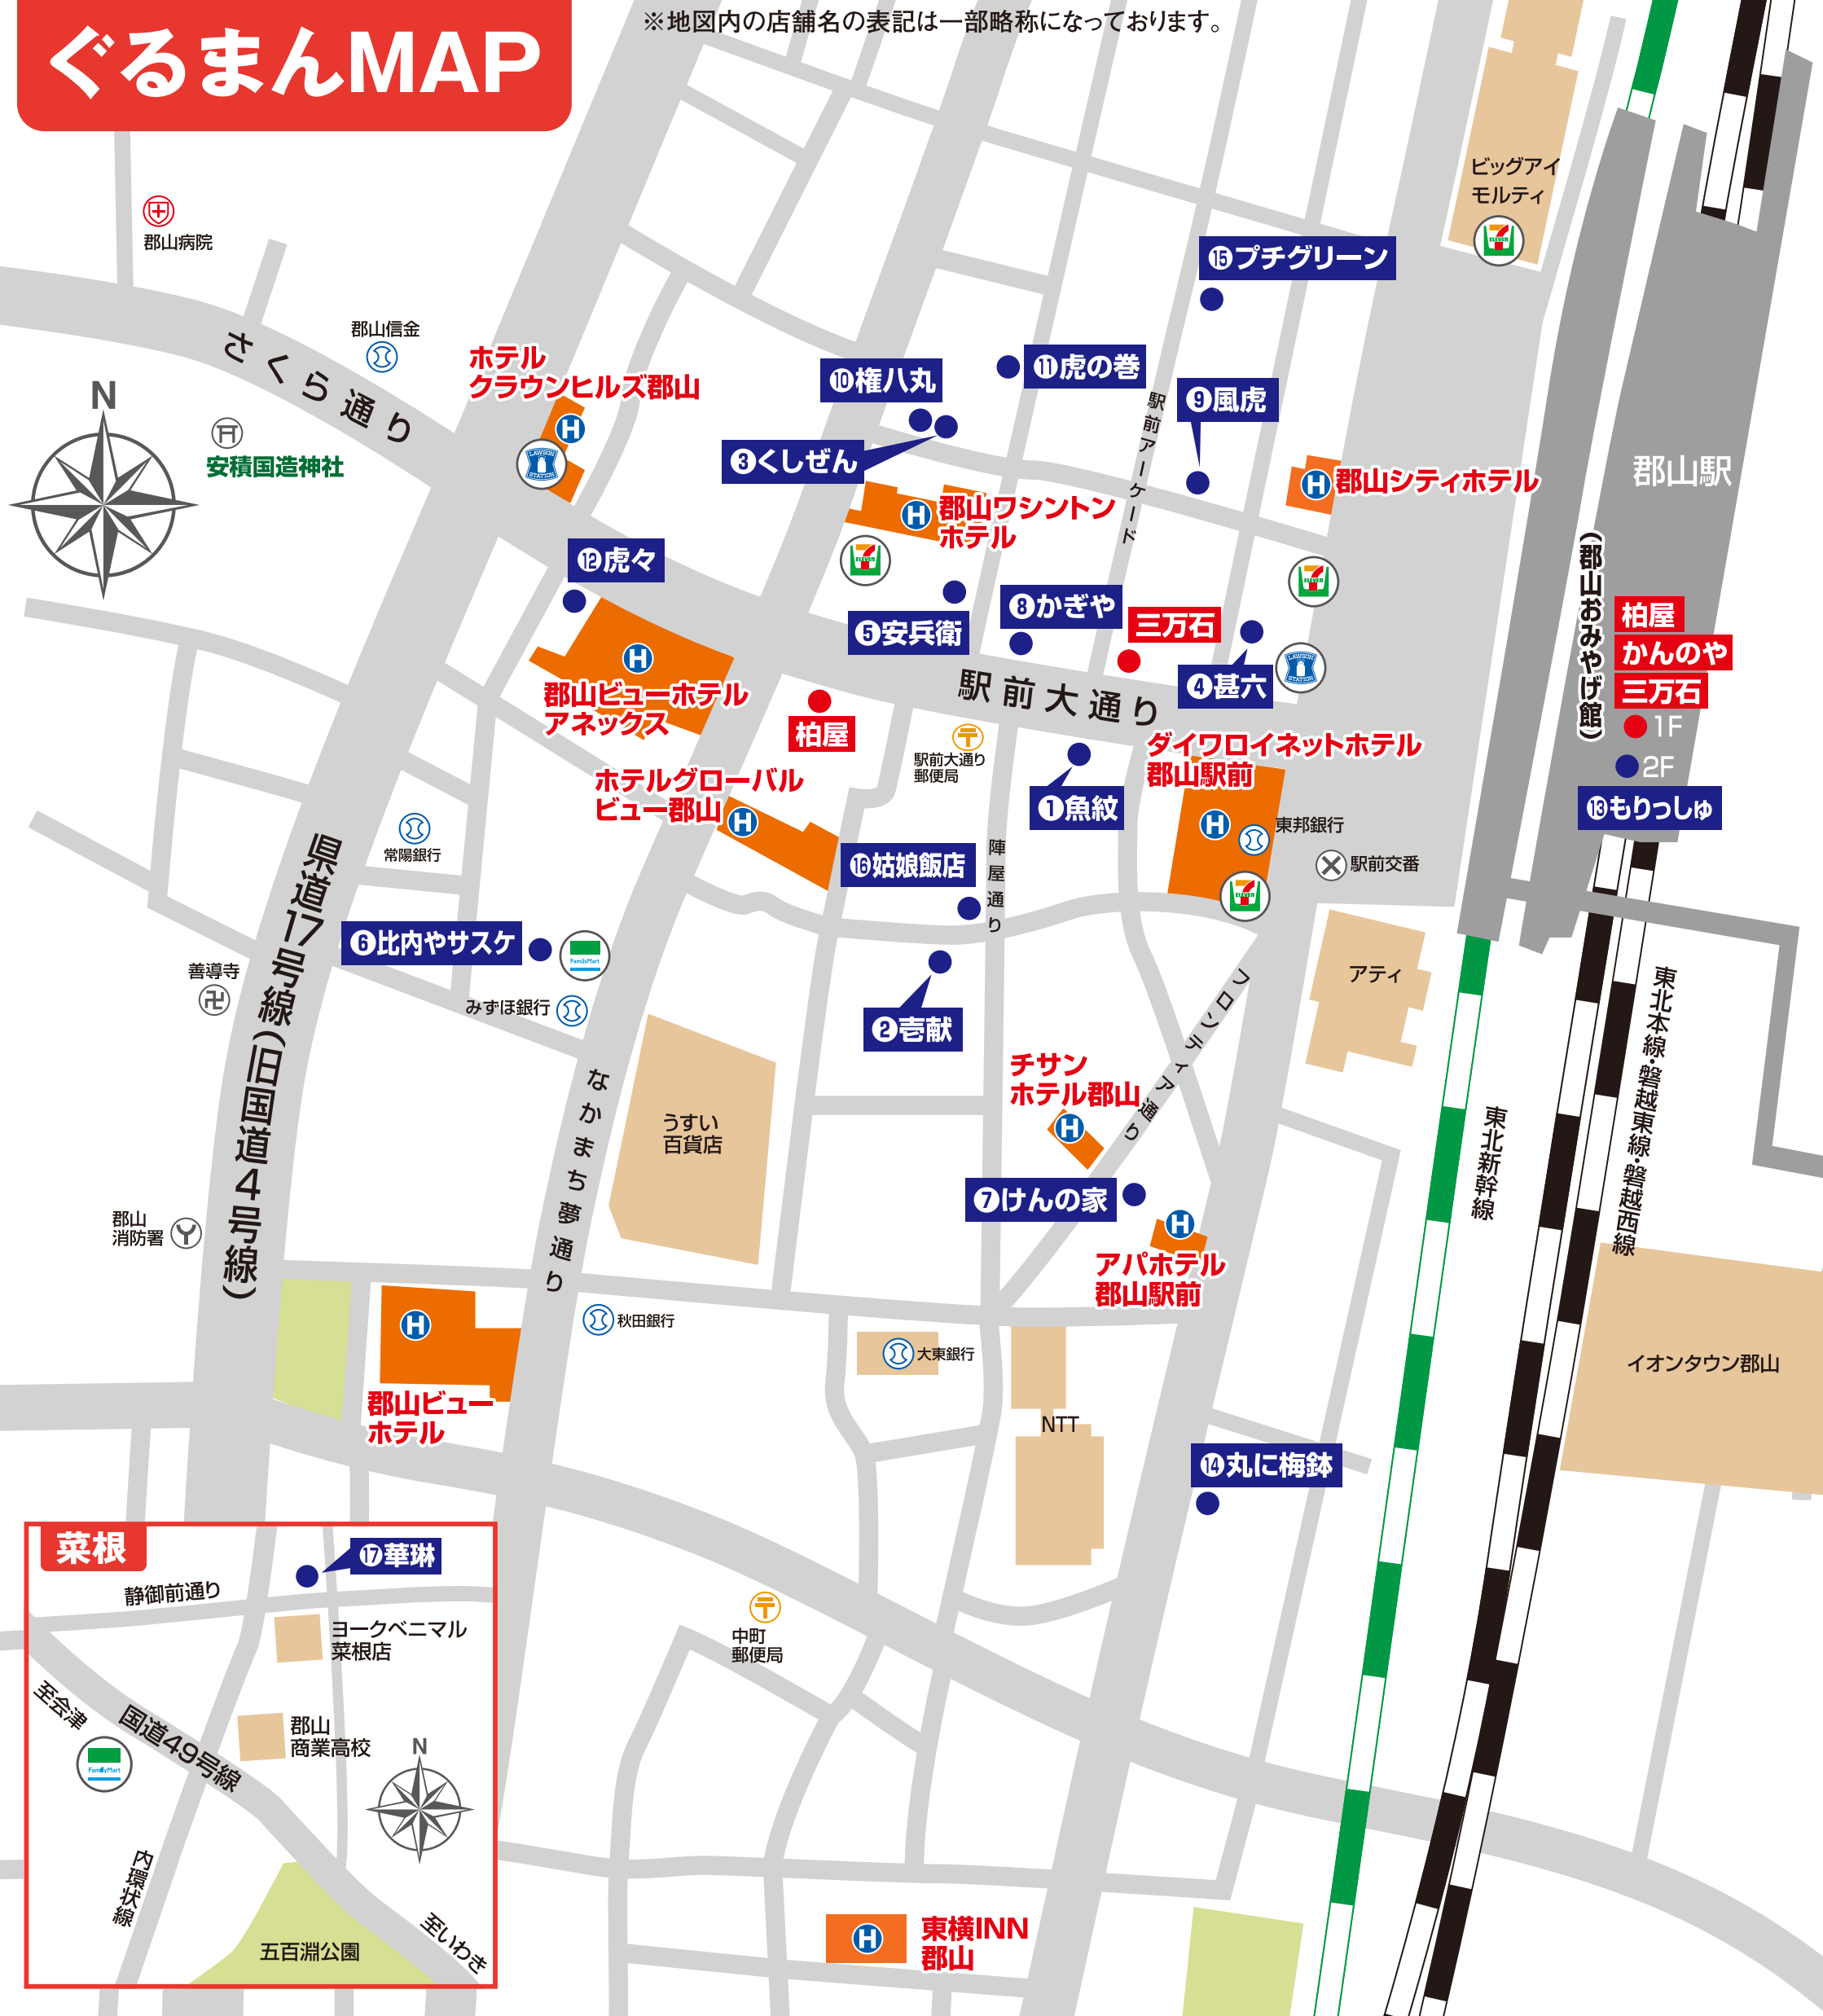 ぐるまんMAP
※地図内の店舗名の表記は一部略称になっております。
ビッグアイ
モルティ
郡山病院
⑮プチグリーン
郡山信金
さくら通り
ホテル
クラウンヒルズ郡山
⑩権八丸
⑪虎の巻
⑨風虎
駅前アーケード
N
安積国造神社
LAWSON
STATION
③くしぜん
郡山ワシントン
ホテル
郡山シティホテル
郡山駅
⑫虎々
⑤安兵衛
⑧かぎや
三万石
④甚六
LAWSON
STATION
(郡山おみやげ館)
柏屋
かんのや
三万石
1F
2F
⑬もりっしゅ
郡山ビューホテル
アネックス
柏屋
駅前大通り
駅前大通り
郵便局
①魚紋
ダイワロイネットホテル
郡山駅前
ホテルグローバル
ビュー郡山
東邦銀行
駅前交番
常陽銀行
⑯姑娘飯店
陣屋通り
県道17号線(旧国道4号線)
⑥比内やサスケ
FamilyMart
善導寺
みずほ銀行
②壱献
アティ
フロンティア通り
東北本線・磐越東線・磐越西線
東北新幹線
なかまち夢通り
うすい
百貨店
チサン
ホテル郡山
⑦けんの家
アパホテル
郡山駅前
郡山
消防署
秋田銀行
大東銀行
イオンタウン郡山
郡山ビュー
ホテル
NTT
⑭丸に梅鉢
中町
郵便局
東横INN
郡山
菜根
⑰華琳
静御前通り
ヨークベニマル
菜根店
至会津
国道49号線
郡山
商業高校
N
FamilyMart
内環状線
五百淵公園
至いわき